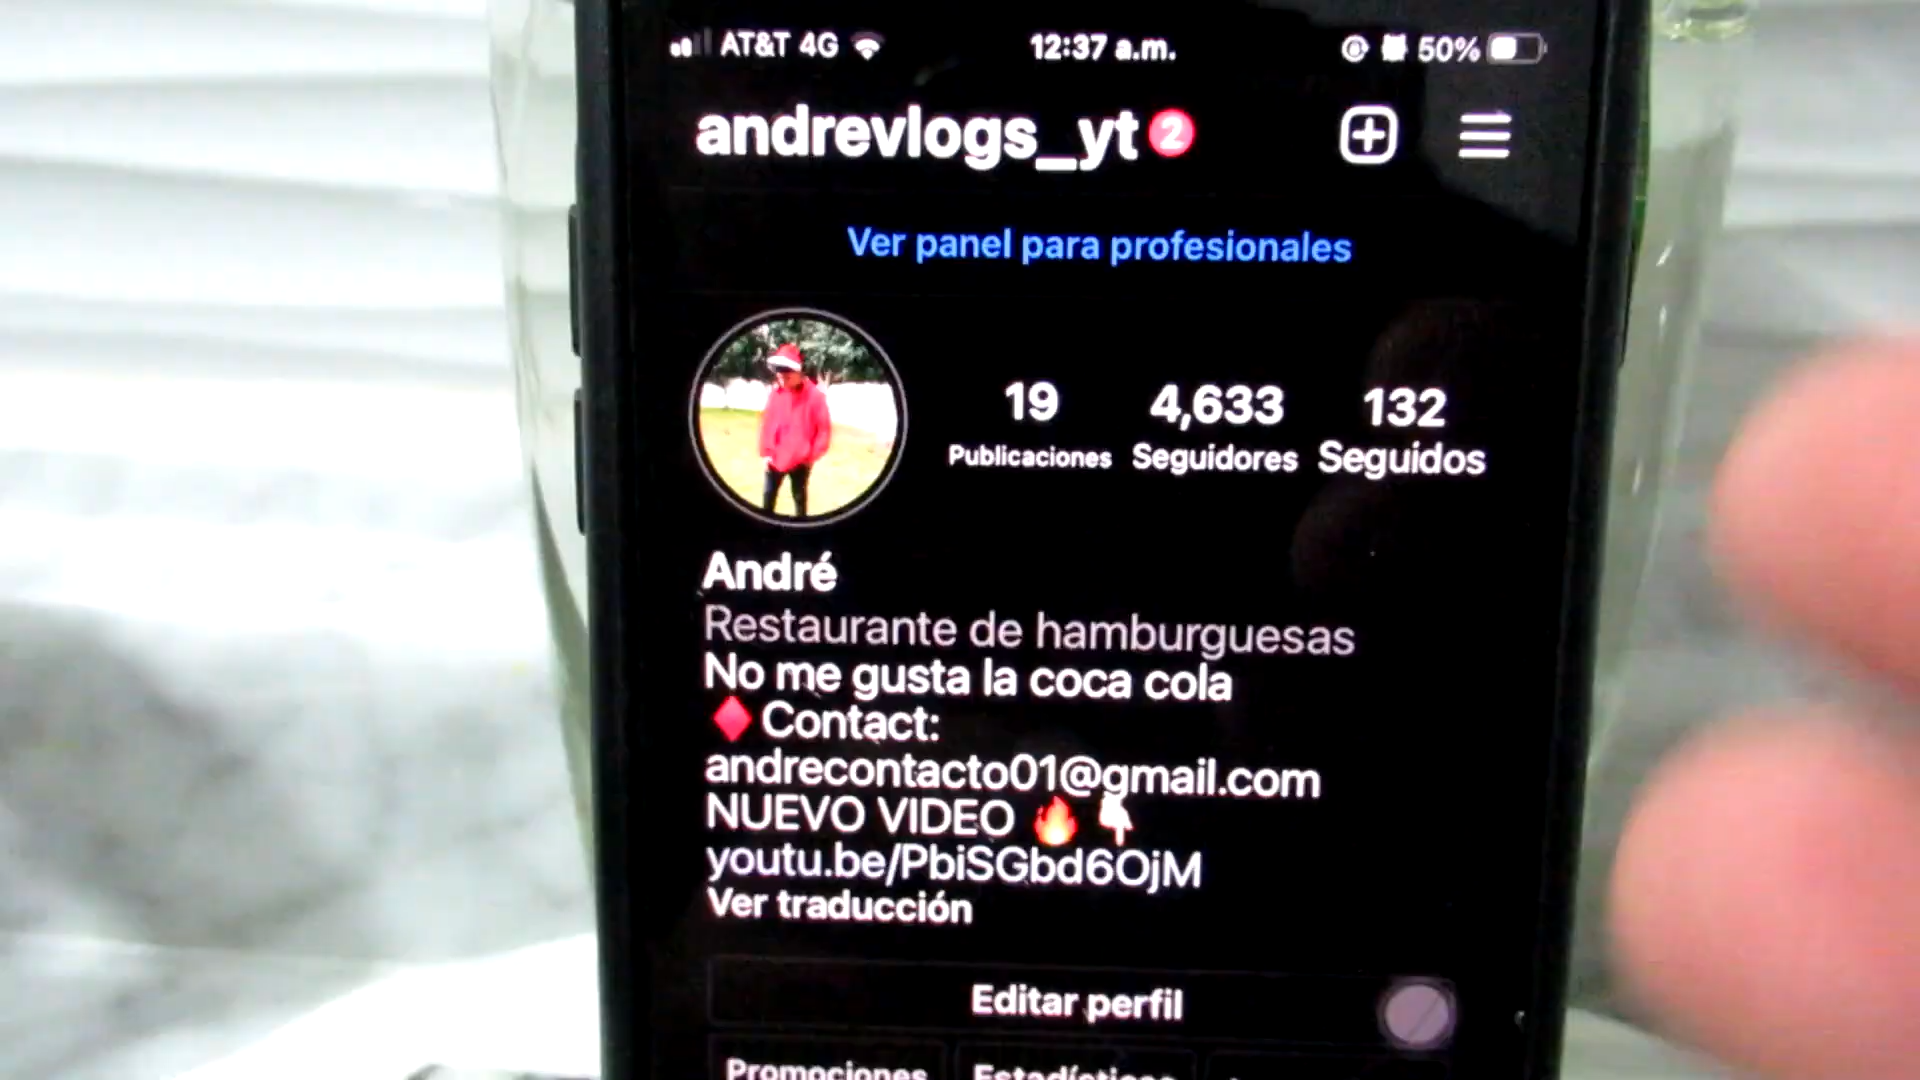 AT&T 4G 12:37 a.m. 50%
andrevlogs_yt 2
Ver panel para profesionales
19 4,633 132
Publicaciones Seguidores Seguidos
André
Restaurante de hamburguesas
No me gusta la coca cola
Contact:
andrecontacto01@gmail.com
NUEVO VIDEO
youtu.be/PbiSGbd6OjM
Ver traducción
Editar perfil
Promociones Estadísticas